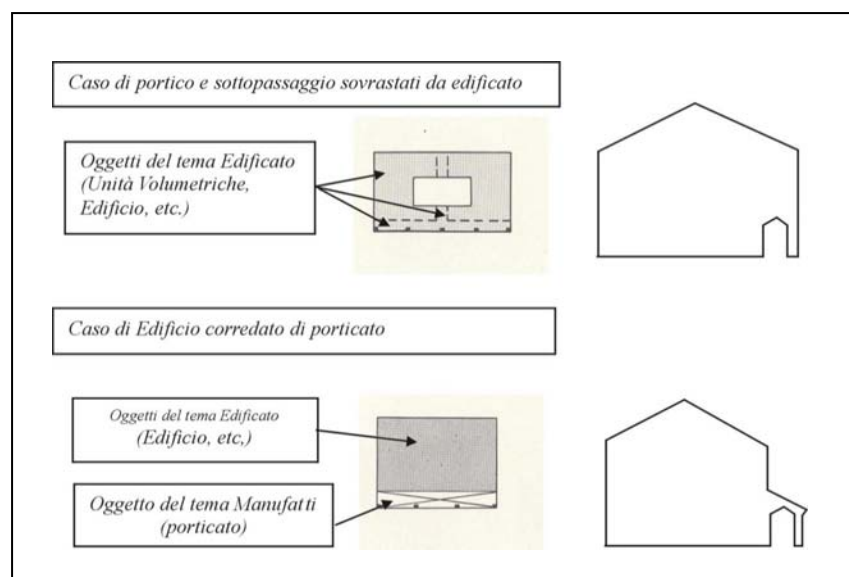 Caso di portico e sottopassaggio sovrastati da edificato
Oggetti del tema Edificato
(Unità Volumetriche,
Edificio, etc.)
Caso di Edificio corredato di porticato
Oggetti del tema Edificato
(Edificio, etc,)
Oggetto del tema Manufatti
(porticato)